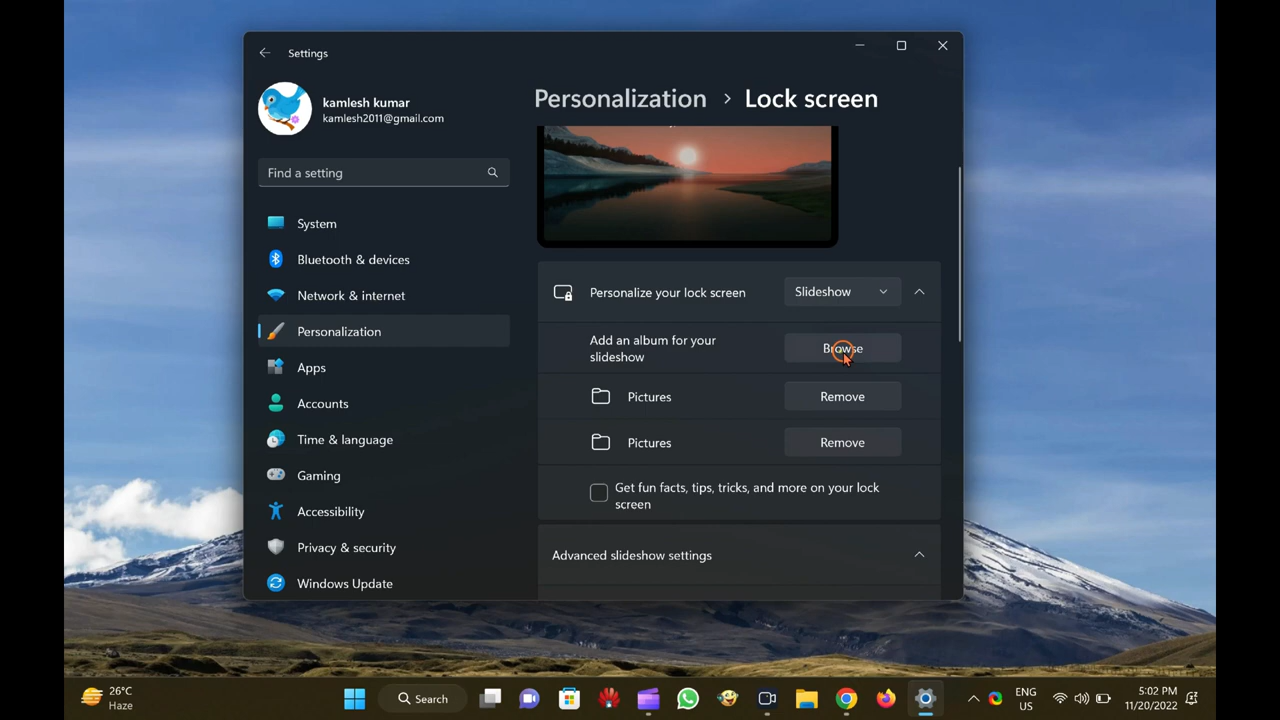 Settings
kamlesh kumar
kamlesh2011@gmail.com
Find a setting
System
Bluetooth & devices
Network & internet
Personalization
Apps
Accounts
Time & language
Gaming
Accessibility
Privacy & security
Windows Update
Personalization > Lock screen
Personalize your lock screen
Slideshow
Add an album for your
slideshow
Browse
Pictures
Remove
Pictures
Remove
Get fun facts, tips, tricks, and more on your lock
screen
Advanced slideshow settings
26°C
Haze
Search
ENG
US
5:02 PM
11/20/2022